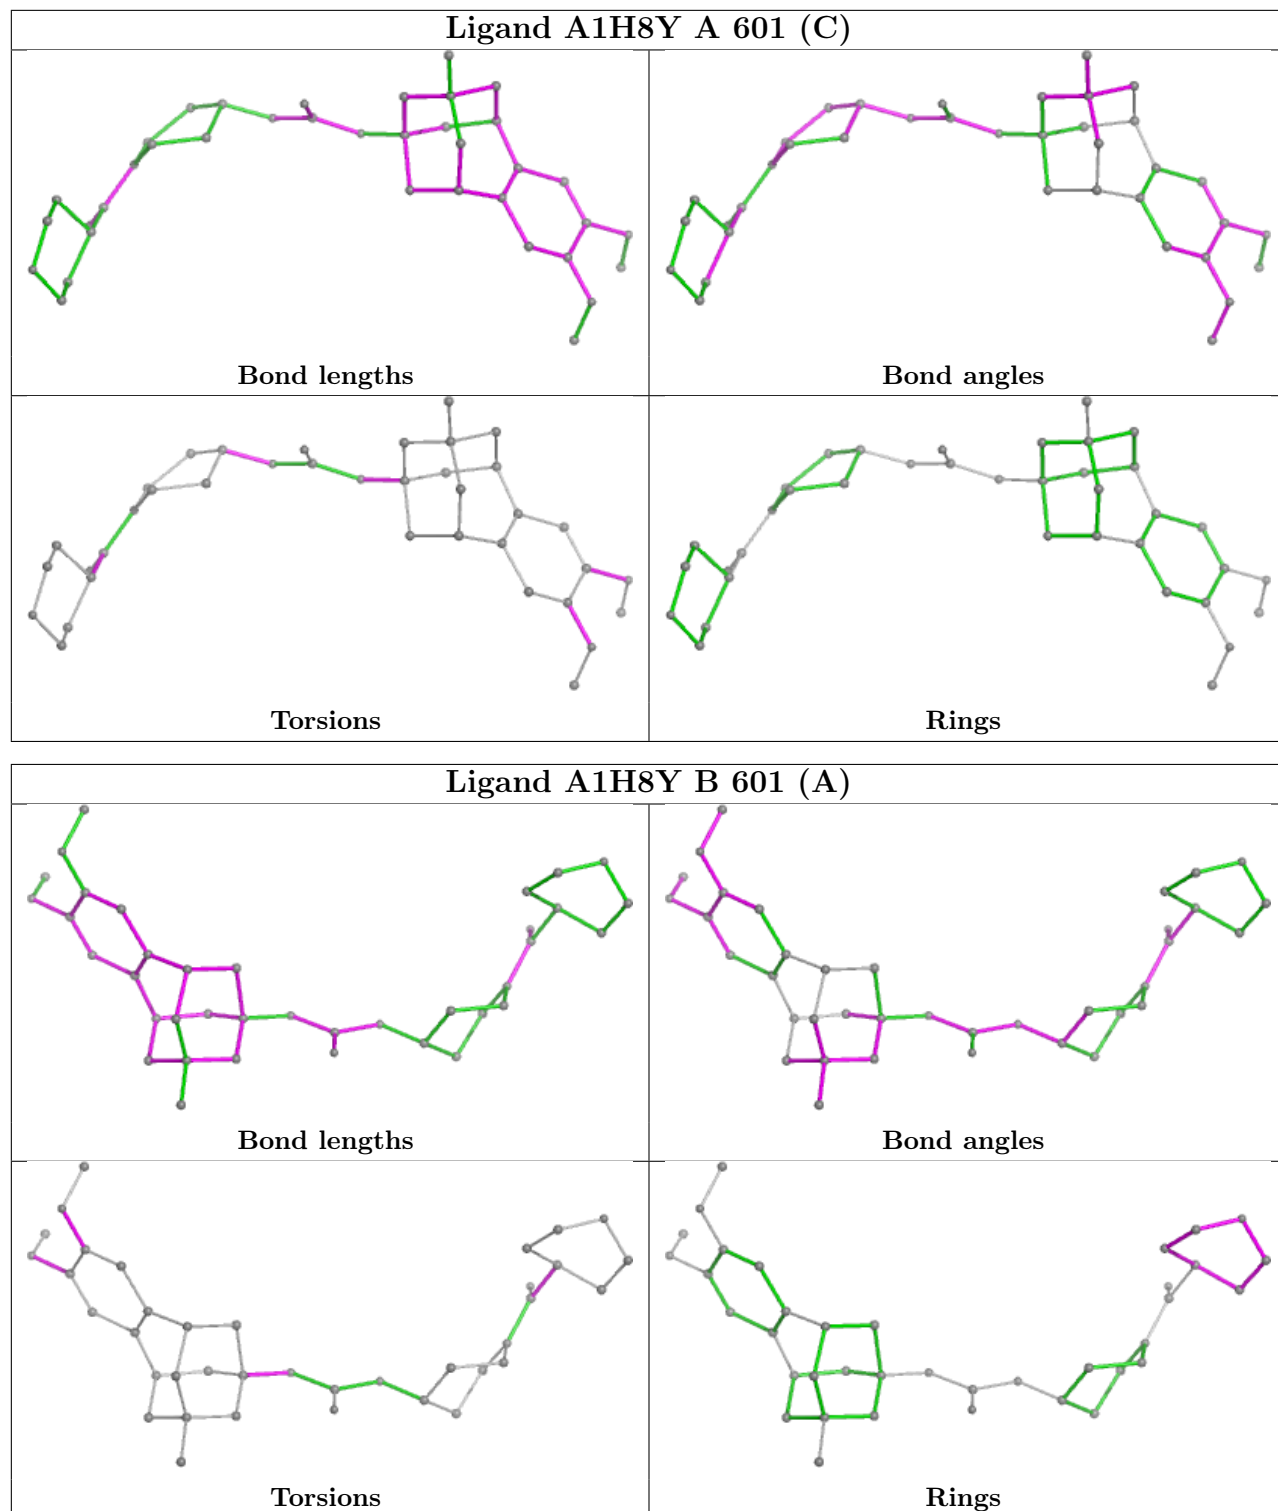 Ligand A1H8Y A 601 (C)
Bond lengths
Bond angles
Torsions
Rings
Ligand A1H8Y B 601 (A)
Bond lengths
Bond angles
Torsions
Rings